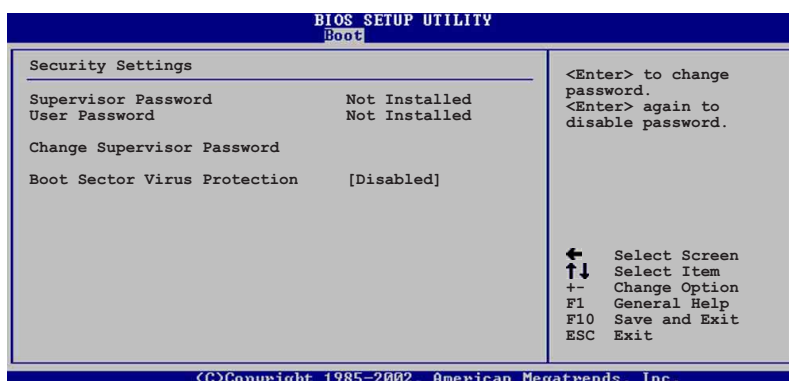 BIOS SETUP UTILITY
Boot
Security Settings
Supervisor Password Not Installed
User Password Not Installed
Change Supervisor Password
Boot Sector Virus Protection [Disabled]
<Enter> to change
password.
<Enter> again to
disable password.
← Select Screen
↑↓ Select Item
+- Change Option
F1 General Help
F10 Save and Exit
ESC Exit
(C)Copyright 1985-2002, American Megatrends, Inc.